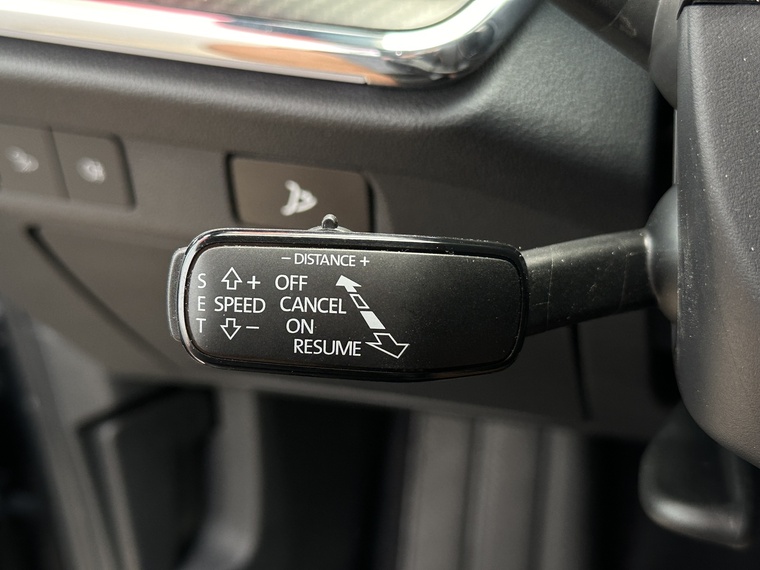 − DISTANCE +
S + OFF
E SPEED CANCEL
T − ON
RESUME